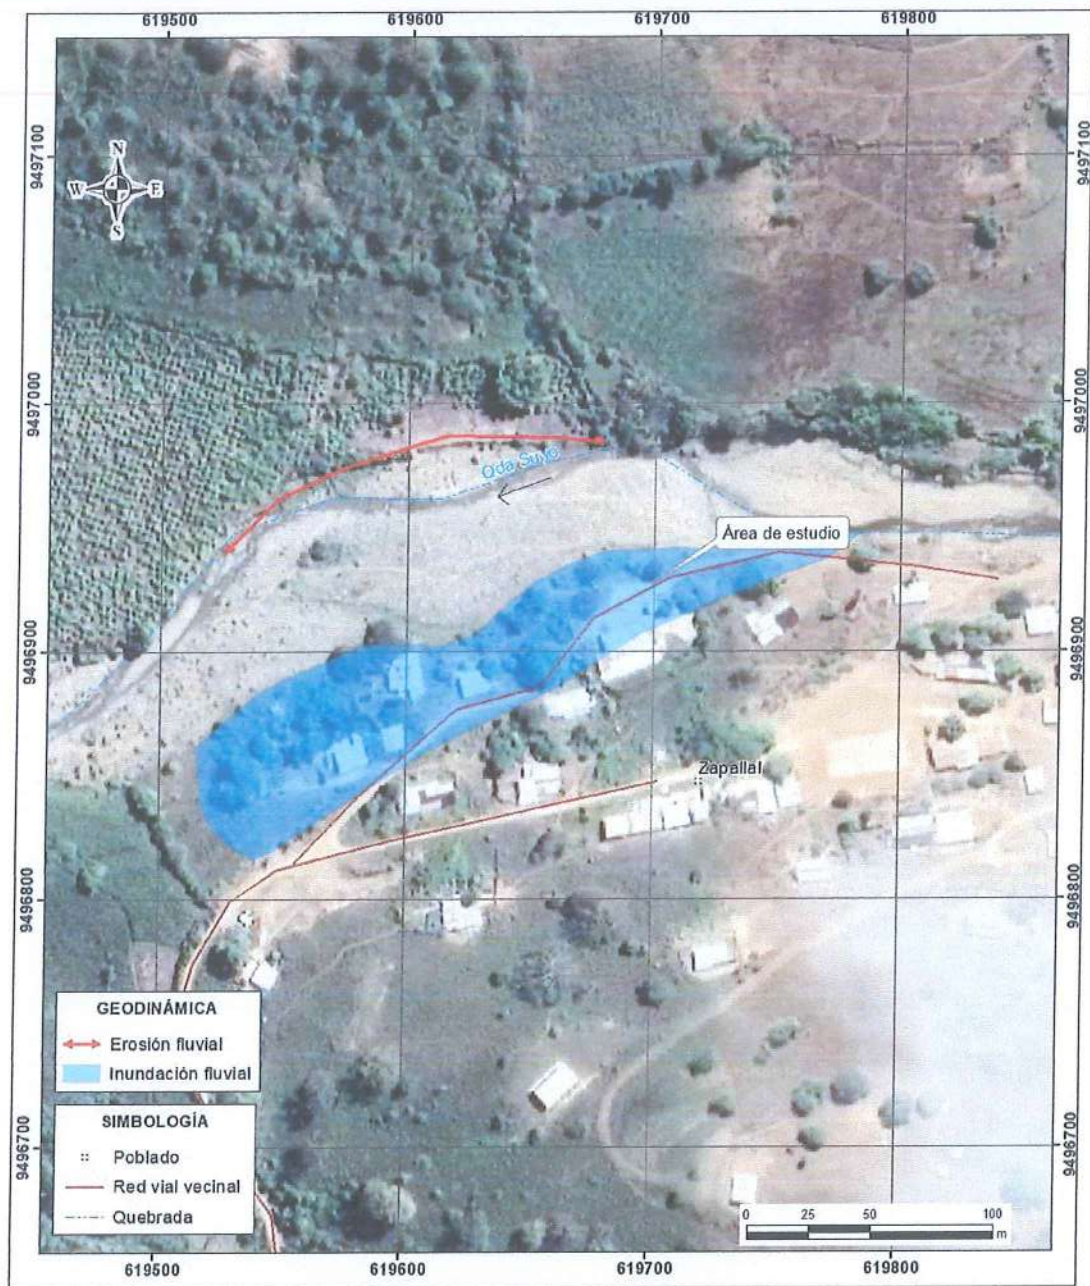 619500
619600
619700
619800
9497100
9497100
N
W
E
S
9497000
9497000
Qda Suyo
Área de estudio
9496900
9496900
Zapallal
9496800
9496800
GEODINÁMICA
Erosión fluvial
Inundación fluvial
SIMBOLOGÍA
Poblado
Red vial vecinal
Quebrada
9496700
9496700
0
25
50
100
m
619500
619600
619700
619800